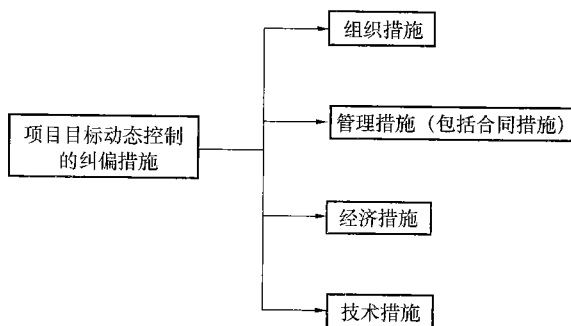 组织措施
管理措施（包括合同措施）
项目目标动态控制
的纠偏措施
经济措施
技术措施